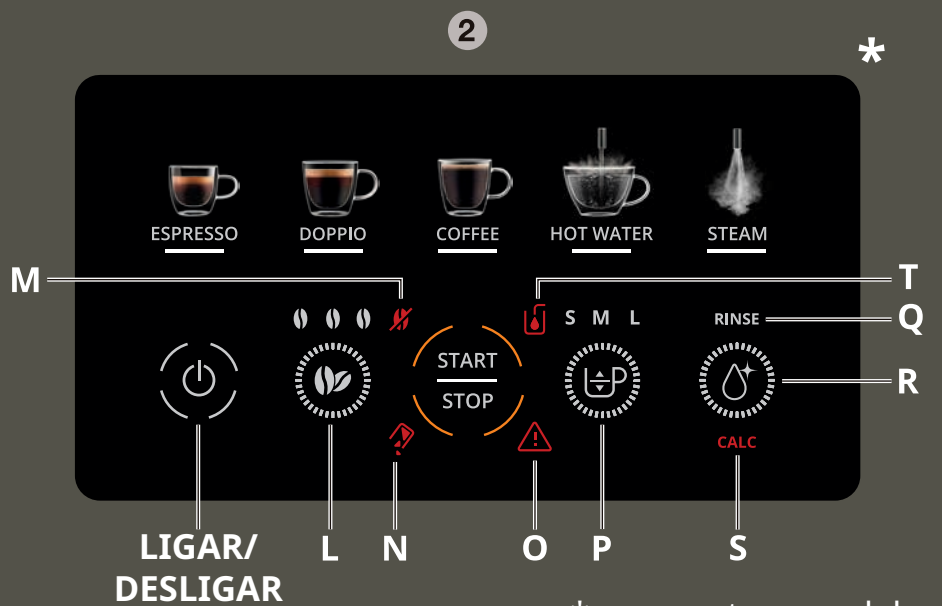 2
*
ESPRESSO DOPPIO COFFEE HOT WATER STEAM
M
T
S M L RINSE Q
START
STOP
R
CALC
LIGAR/
DESLIGAR
L N O P S